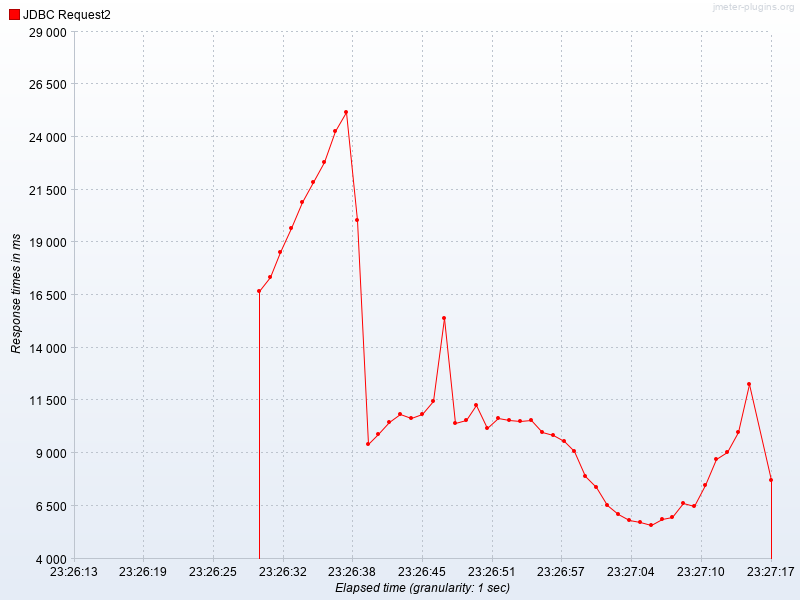 jmeter-plugins.org
JDBC Request2
29 000
26 500
24 000
21 500
19 000
16 500
14 000
11 500
9 000
6 500
4 000
Response times in ms
23:26:13 23:26:19 23:26:25 23:26:32 23:26:38 23:26:45 23:26:51 23:26:57 23:27:04 23:27:10 23:27:17
Elapsed time (granularity: 1 sec)